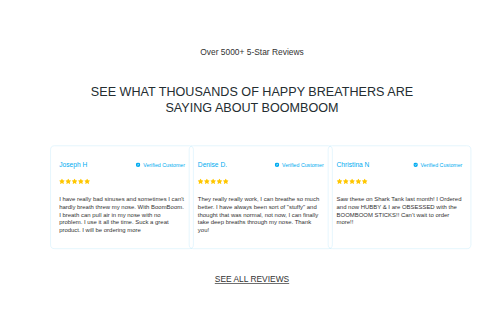 Over 5000+ 5-Star Reviews
SEE WHAT THOUSANDS OF HAPPY BREATHERS ARE
SAYING ABOUT BOOMBOOM
Joseph H
Verified Customer
I have really bad sinuses and sometimes I can't
hardly breath threw my nose. With BoomBoom.
I breath can pull air in my nose with no
problem. I use it all the time. Suck a great
product. I will be ordering more
Denise D.
Verified Customer
They really really work, I can breathe so much
better. I have always been sort of "stuffy" and
thought that was normal, not now, I can finally
take deep breaths through my nose. Thank
you!
Christina N.
Verified Customer
Saw these on Shark Tank last month! I Ordered
and now HUBBY & I are OBSESSED with the
BOOMBOOM STICKS!! Can't wait to order
more!!
SEE ALL REVIEWS